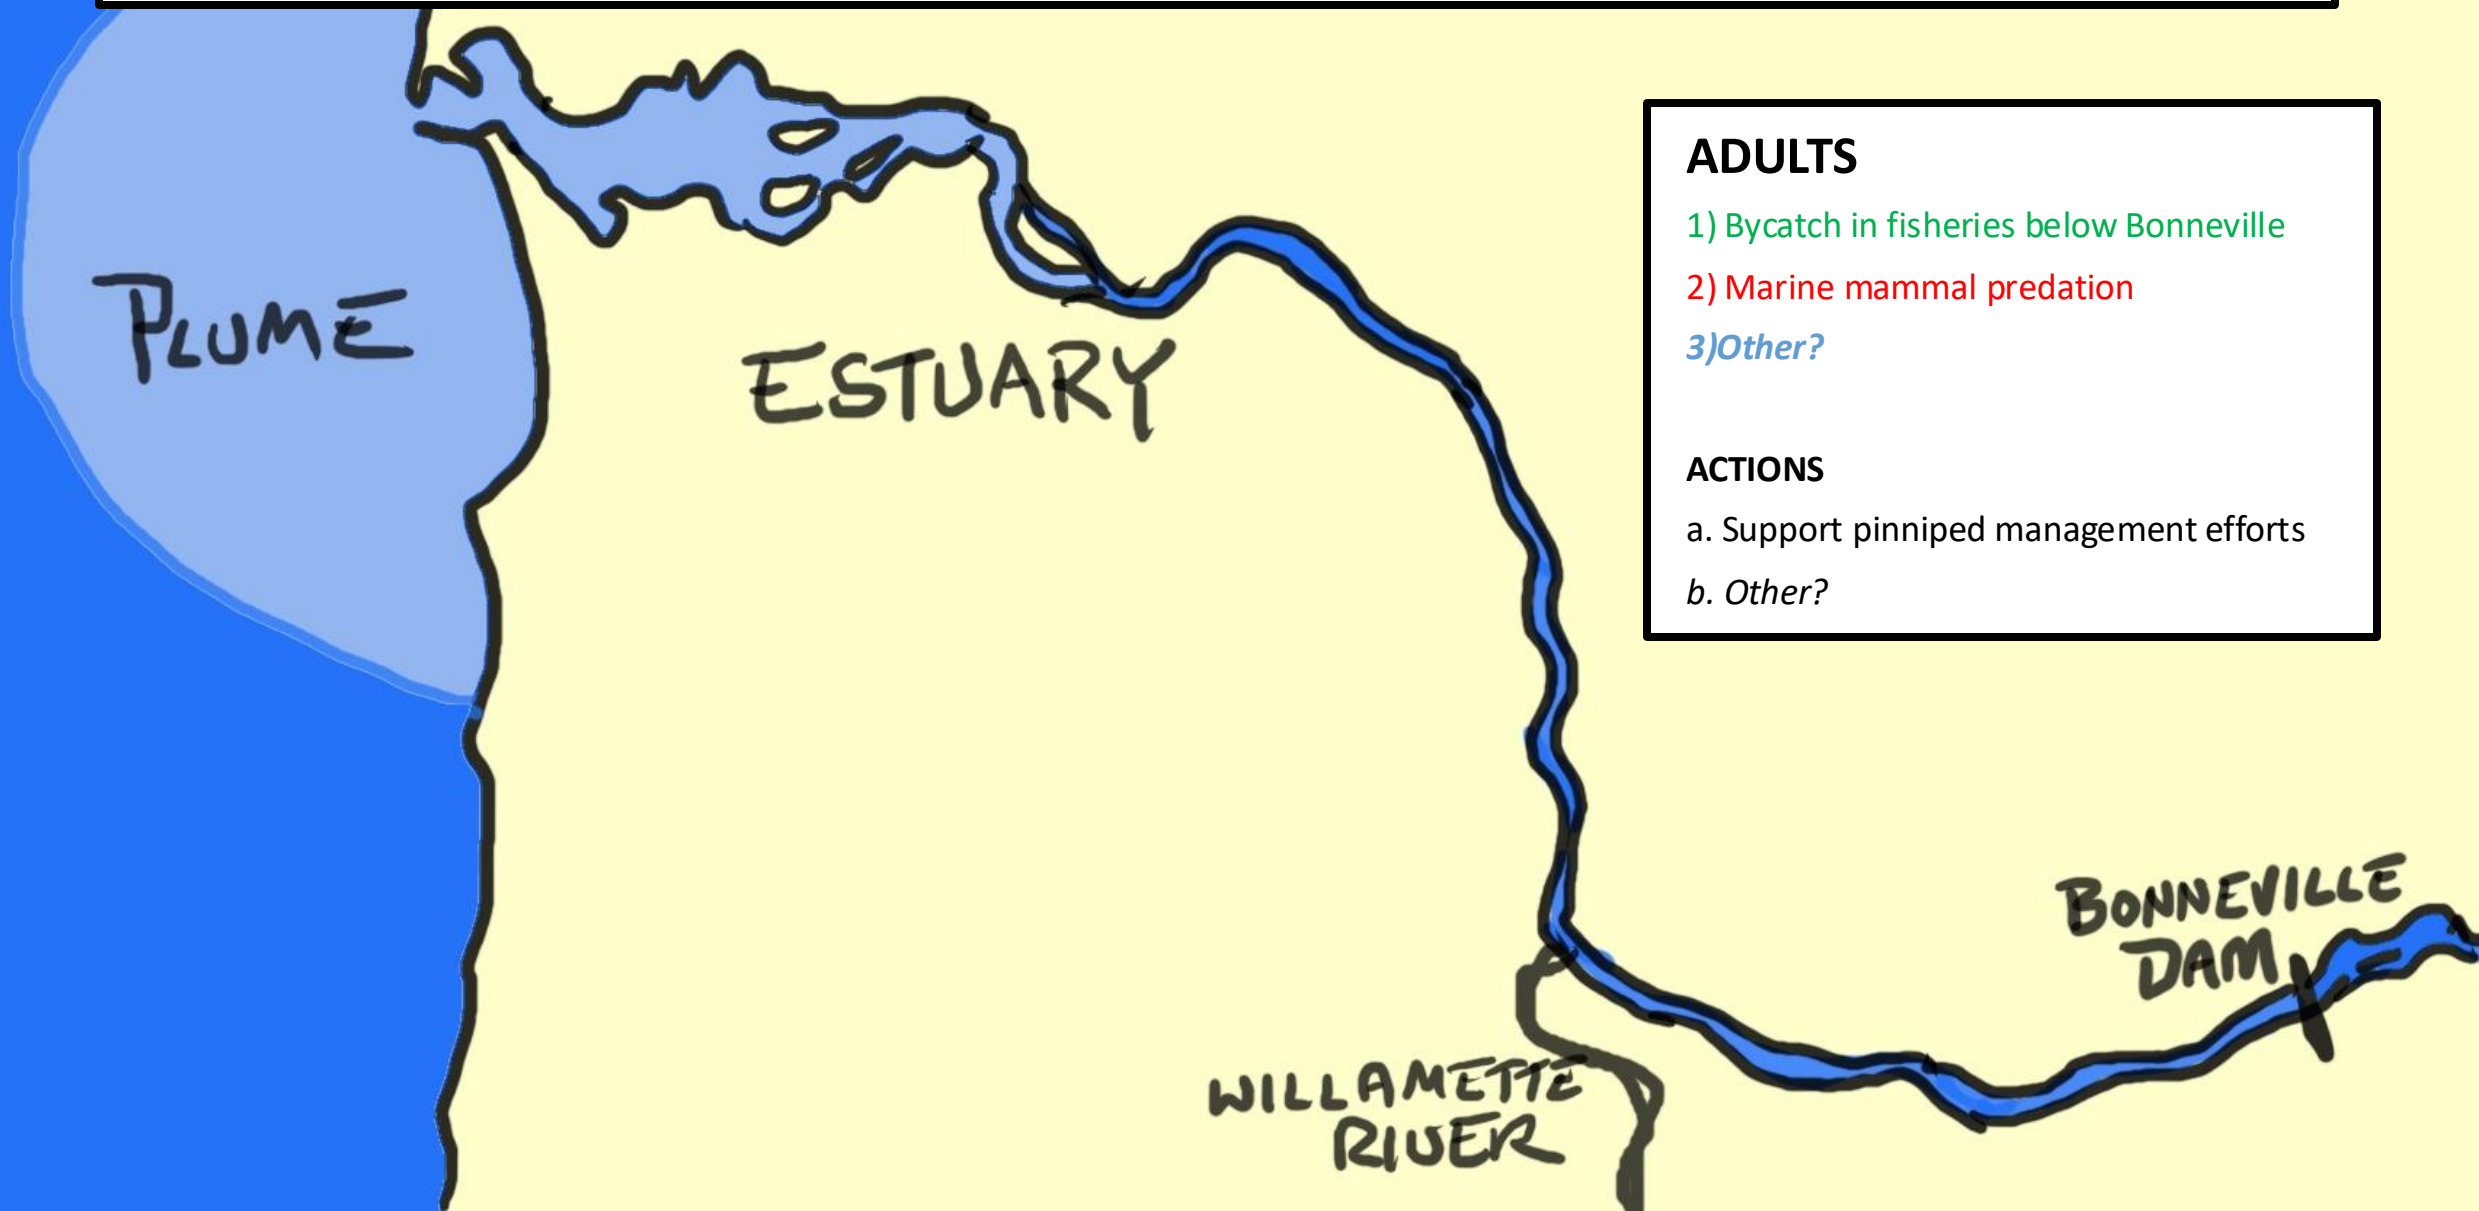 ADULTS
1) Bycatch in fisheries below Bonneville
2) Marine mammal predation
3)Other?
ACTIONS
a. Support pinniped management efforts
b. Other?
PLUME
ESTUARY
BONNEVILLE
DAM
WILLAMETTE
RIVER